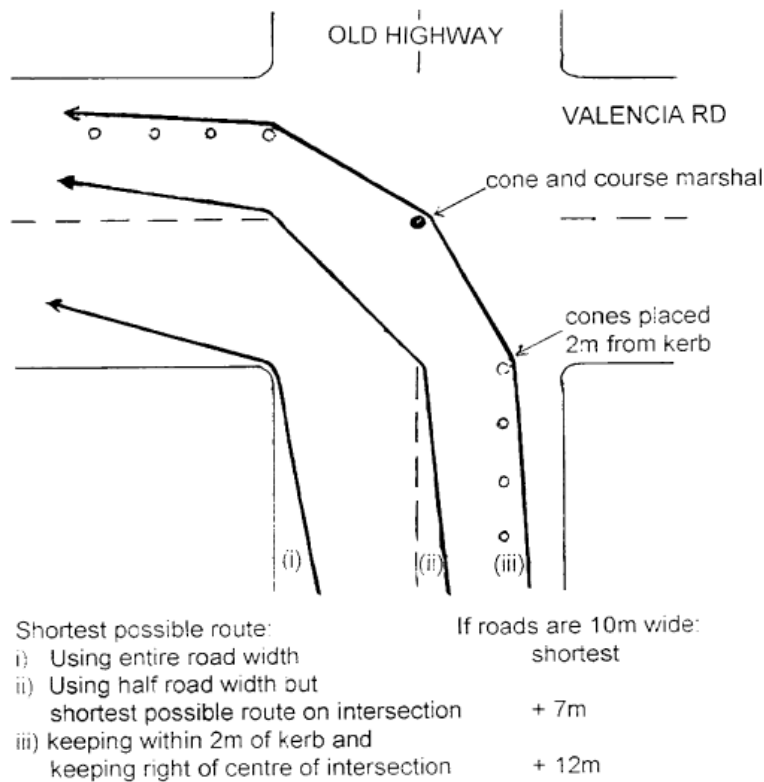 OLD HIGHWAY
VALENCIA RD
cone and course marshal
cones placed
2m from kerb
(i)
(ii)
(iii)
Shortest possible route:
If roads are 10m wide:
i) Using entire road width
shortest
ii) Using half road width but
shortest possible route on intersection
+ 7m
iii) keeping within 2m of kerb and
keeping right of centre of intersection
+ 12m